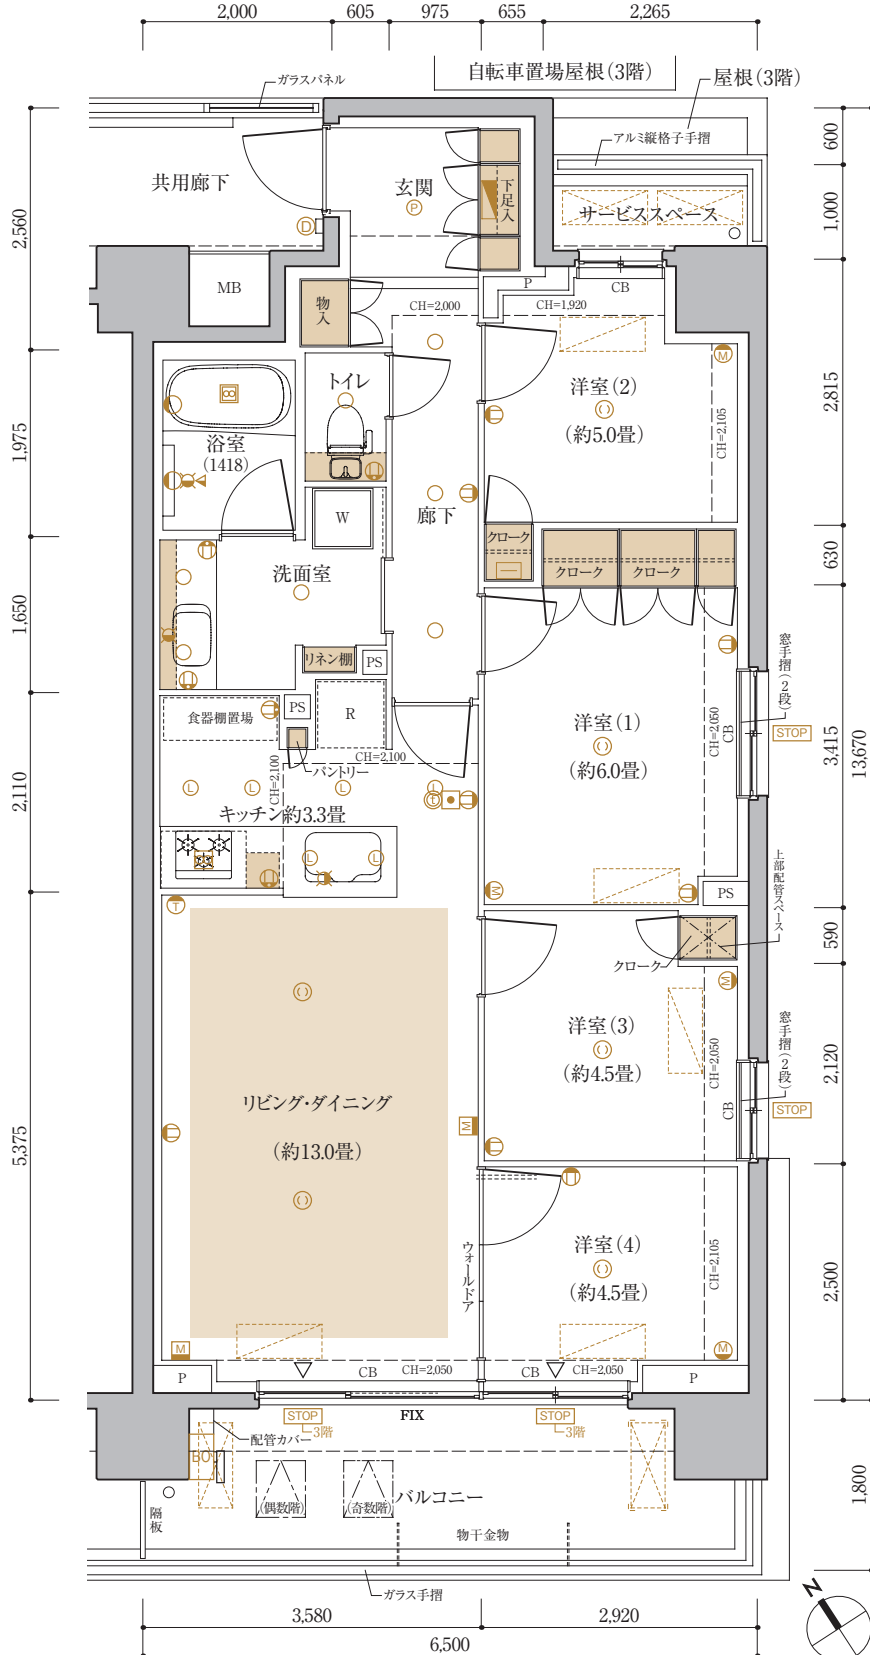 2,000
605
975
655
2,265
自転車置場屋根(3階)
屋根(3階)
ガラスパネル
アルミ縦格子手摺
600
共用廊下
玄関
P
下足入
サービススペース
1,000
2,560
D
MB
物入
CH=2,000
P
CH=1,920
CB
トイレ
洋室(2)
(約5.0畳)
M
CH=2,105
2,815
浴室
(1418)
1,975
W
廊下
クローク
クローク
クローク
630
洗面室
1,650
リネン棚
PS
窓手摺(2段)
食器棚置場
PS
R
洋室(1)
(約6.0畳)
CH=2,050
CB
STOP
3,415
13,670
CH=2,100
CH=2,100
パントリー
L
L
L
L
t
キッチン約3.3畳
2,110
L
L
M
PS
上部配管スペース
T
クローク
590
M
洋室(3)
(約4.5畳)
CH=2,050
CB
窓手摺(2段)
STOP
2,120
リビング・ダイニング
(約13.0畳)
M
5,375
洋室(4)
(約4.5畳)
CH=2,105
ウォールドア
2,500
M
M
P
CB
CH=2,050
CB
CH=2,050
P
STOP
3階
FIX
STOP
3階
配管カバー
BO
(偶数階)
(奇数階)
バルコニー
隔板
物干金物
1,800
ガラス手摺
N
3,580
2,920
6,500